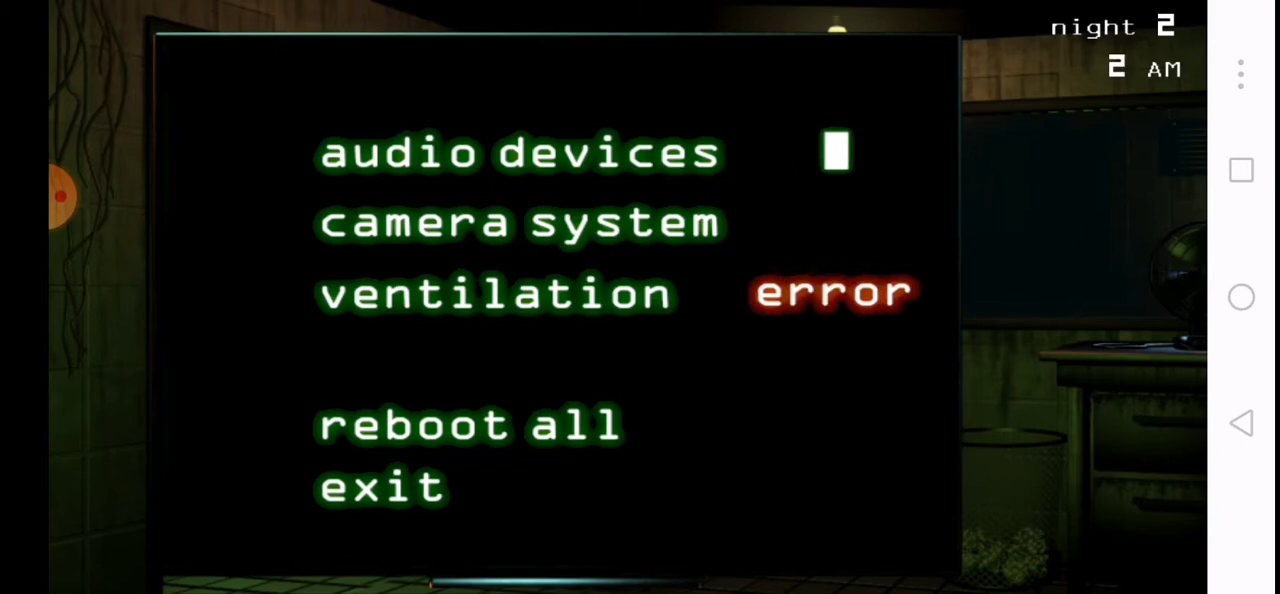 night 2
2 AM
audio devices
camera system
ventilation error
reboot all
exit